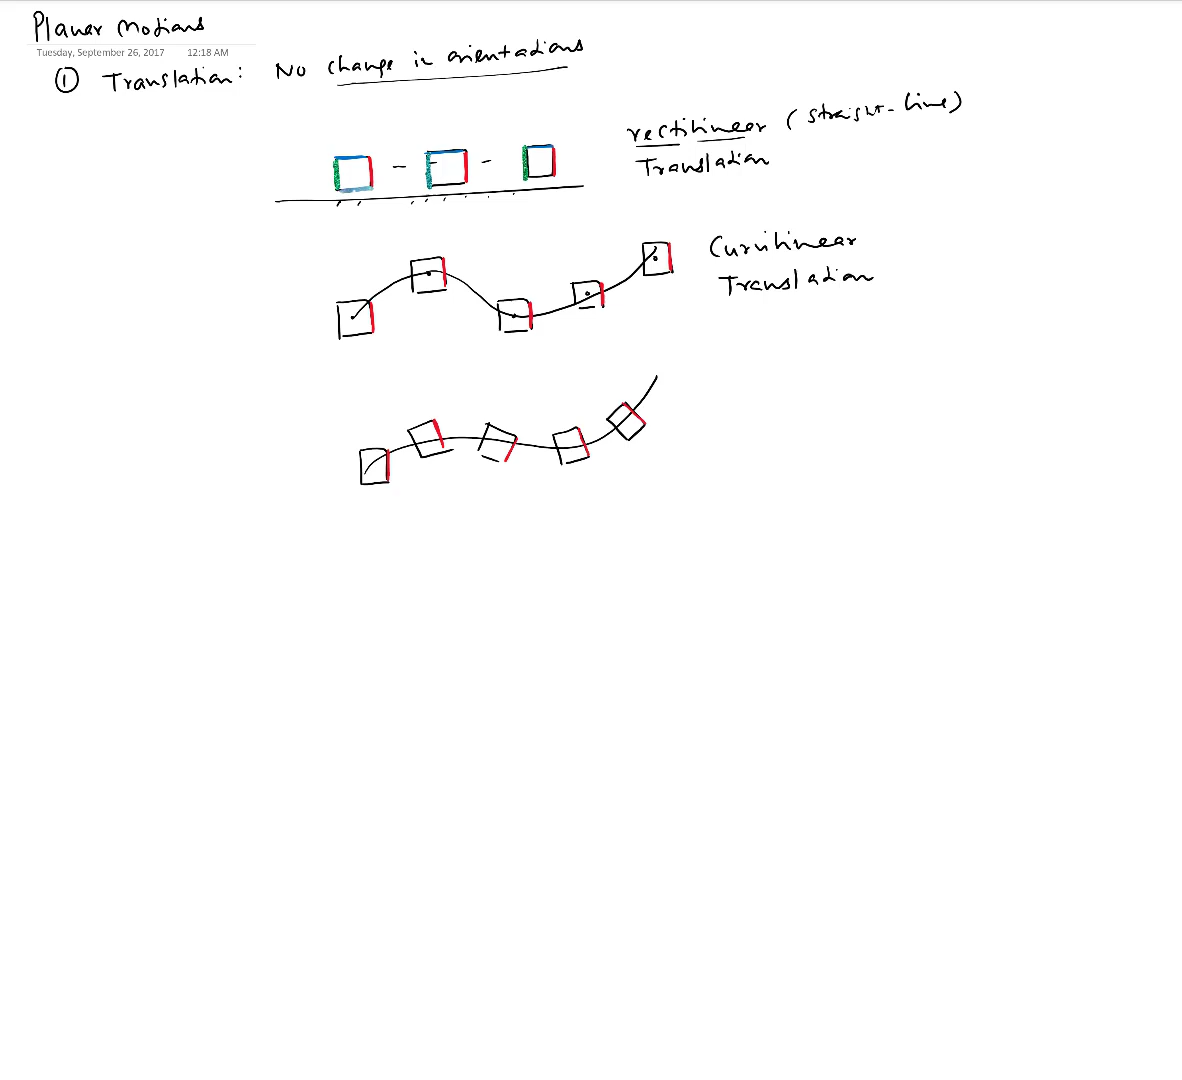 Planar Motions
Tuesday, September 26, 2017 12:18 AM
① Translation: No change in orientations
rectilinear (straight-line)
Translation
Curvilinear
Translation